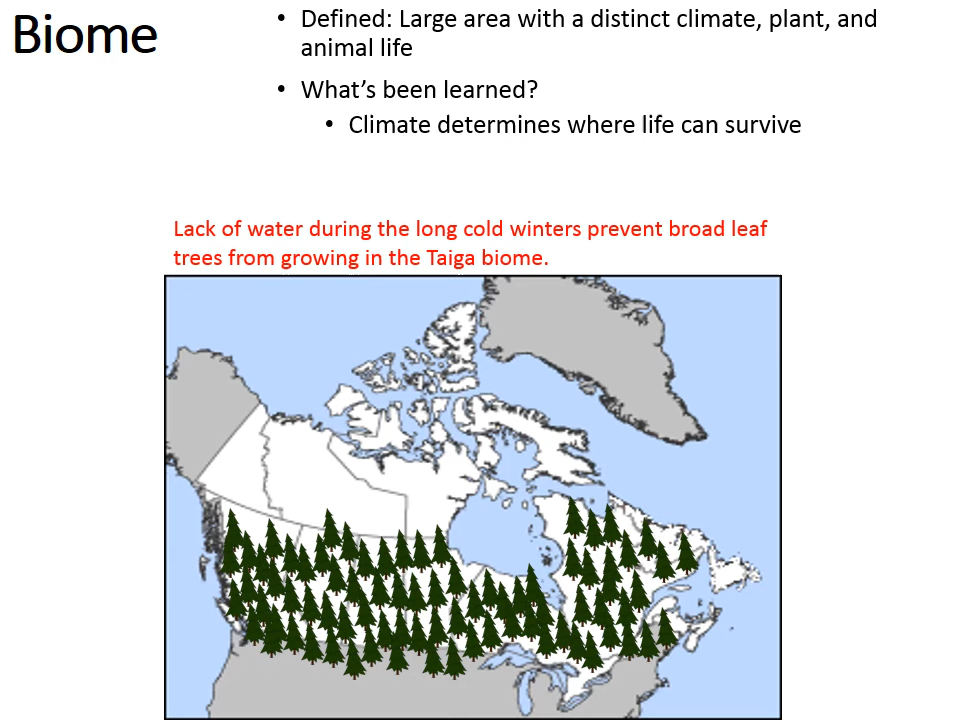 Biome
• Defined: Large area with a distinct climate, plant, and
animal life
• What’s been learned?
• Climate determines where life can survive
Lack of water during the long cold winters prevent broad leaf
trees from growing in the Taiga biome.